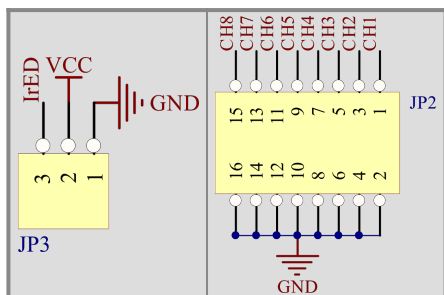 IrED
VCC
GND
3 2 1
JP3
CH8 CH7 CH6 CH5 CH4 CH3 CH2 CH1
JP2
15 13 11 9 7 5 3 1
16 14 12 10 8 6 4 2
GND